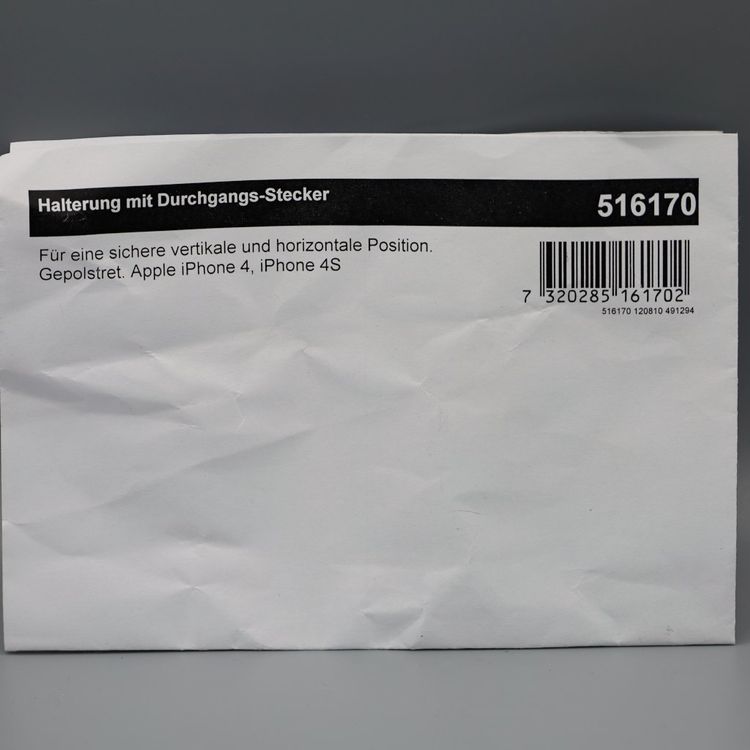 Halterung mit Durchgangs-Stecker 516170
Für eine sichere vertikale und horizontale Position.
Gepolstret. Apple iPhone 4, iPhone 4S
7 320285 161702
516170 120810 491294